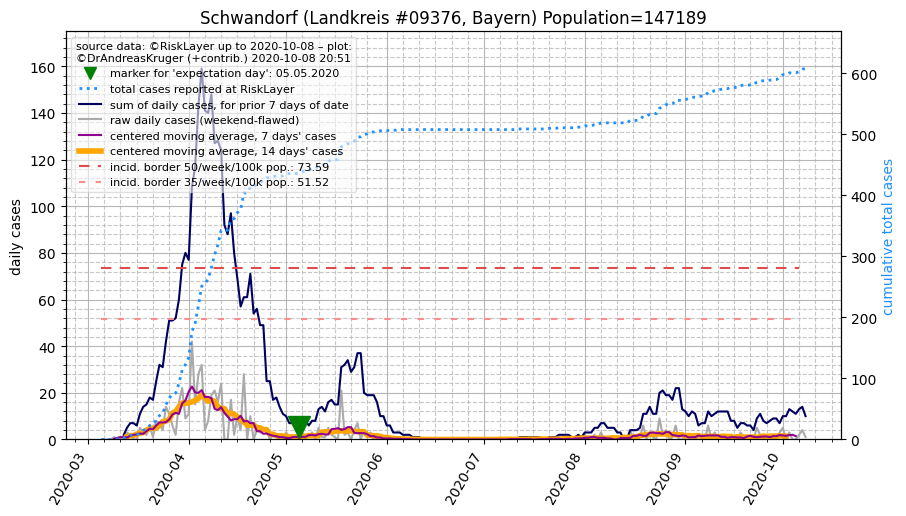 Schwandorf (Landkreis #09376, Bayern) Population=147189
source data: ©RiskLayer up to 2020-10-08 – plot:
©DrAndreasKruger (+contrib.) 2020-10-08 20:51
marker for 'expectation day': 05.05.2020
total cases reported at RiskLayer
sum of daily cases, for prior 7 days of date
raw daily cases (weekend-flawed)
centered moving average, 7 days' cases
centered moving average, 14 days' cases
incid. border 50/week/100k pop.: 73.59
incid. border 35/week/100k pop.: 51.52
daily cases
160
140
120
100
80
60
40
20
0
cumulative total cases
600
500
400
300
200
100
0
2020-03
2020-04
2020-05
2020-06
2020-07
2020-08
2020-09
2020-10